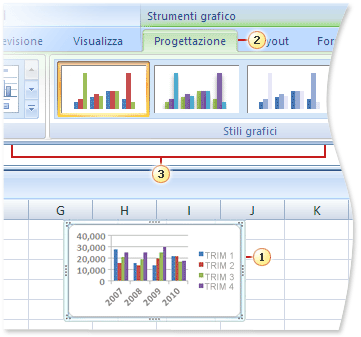 Strumenti grafico
evisione Visualizza Progettazione 2 yout For
Stili grafici
3
G H I J K
40,000
30,000
20,000
10,000
-
TRIM 1
TRIM 2
TRIM 3
TRIM 4
1
2007 2008 2009 2010